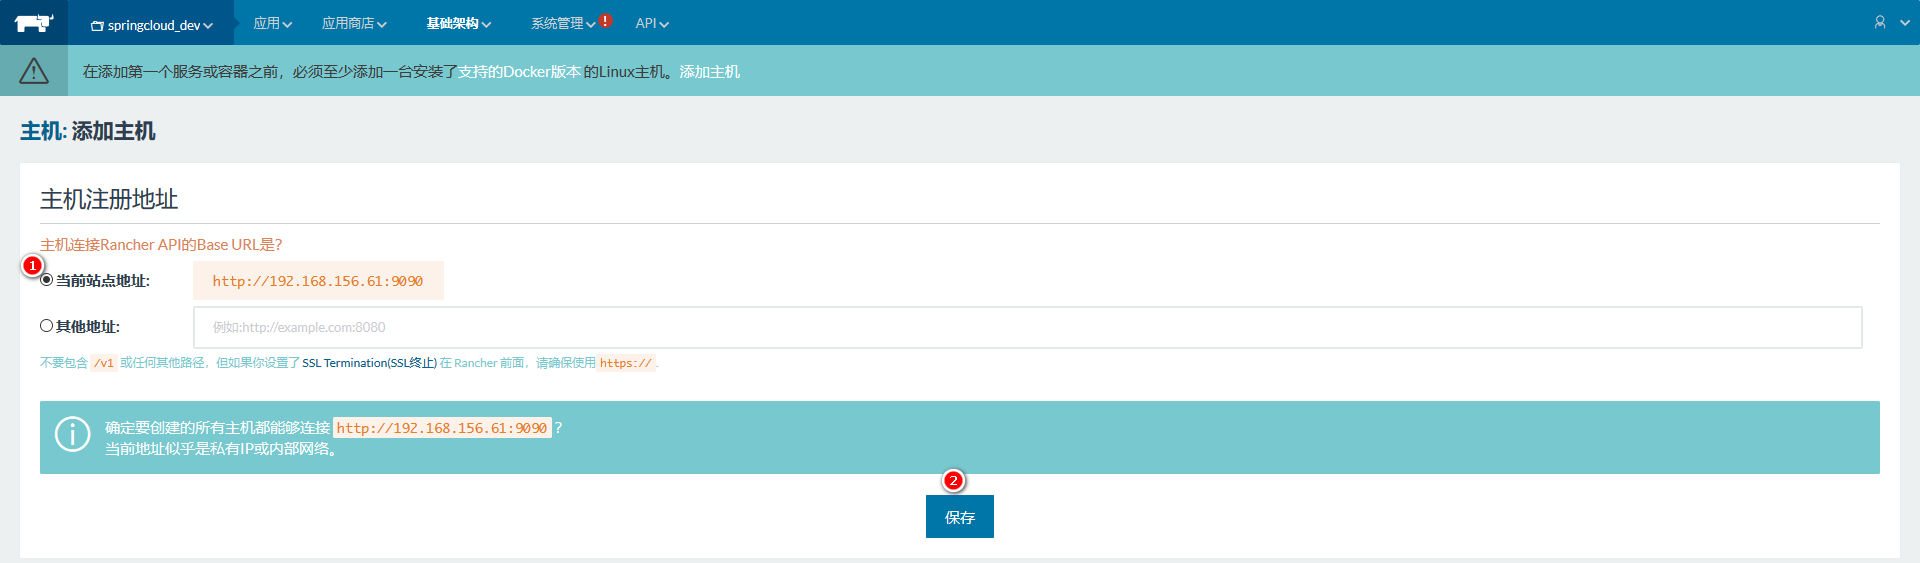 springcloud_dev 应用 应用商店 基础架构 系统管理 ! API
在添加第一个服务或容器之前，必须至少添加一台安装了支持的Docker版本 的Linux主机。添加主机
主机: 添加主机
主机注册地址
主机连接Rancher API的Base URL是?
1
当前站点地址: http://192.168.156.61:9090
其他地址: 例如:http://example.com:8080
不要包含 /v1 或任何其他路径，但如果你设置了 SSL Termination(SSL终止) 在 Rancher 前面，请确保使用 https:// .
确定要创建的所有主机都能够连接 http://192.168.156.61:9090 ?
当前地址似乎是私有IP或内部网络。
2
保存